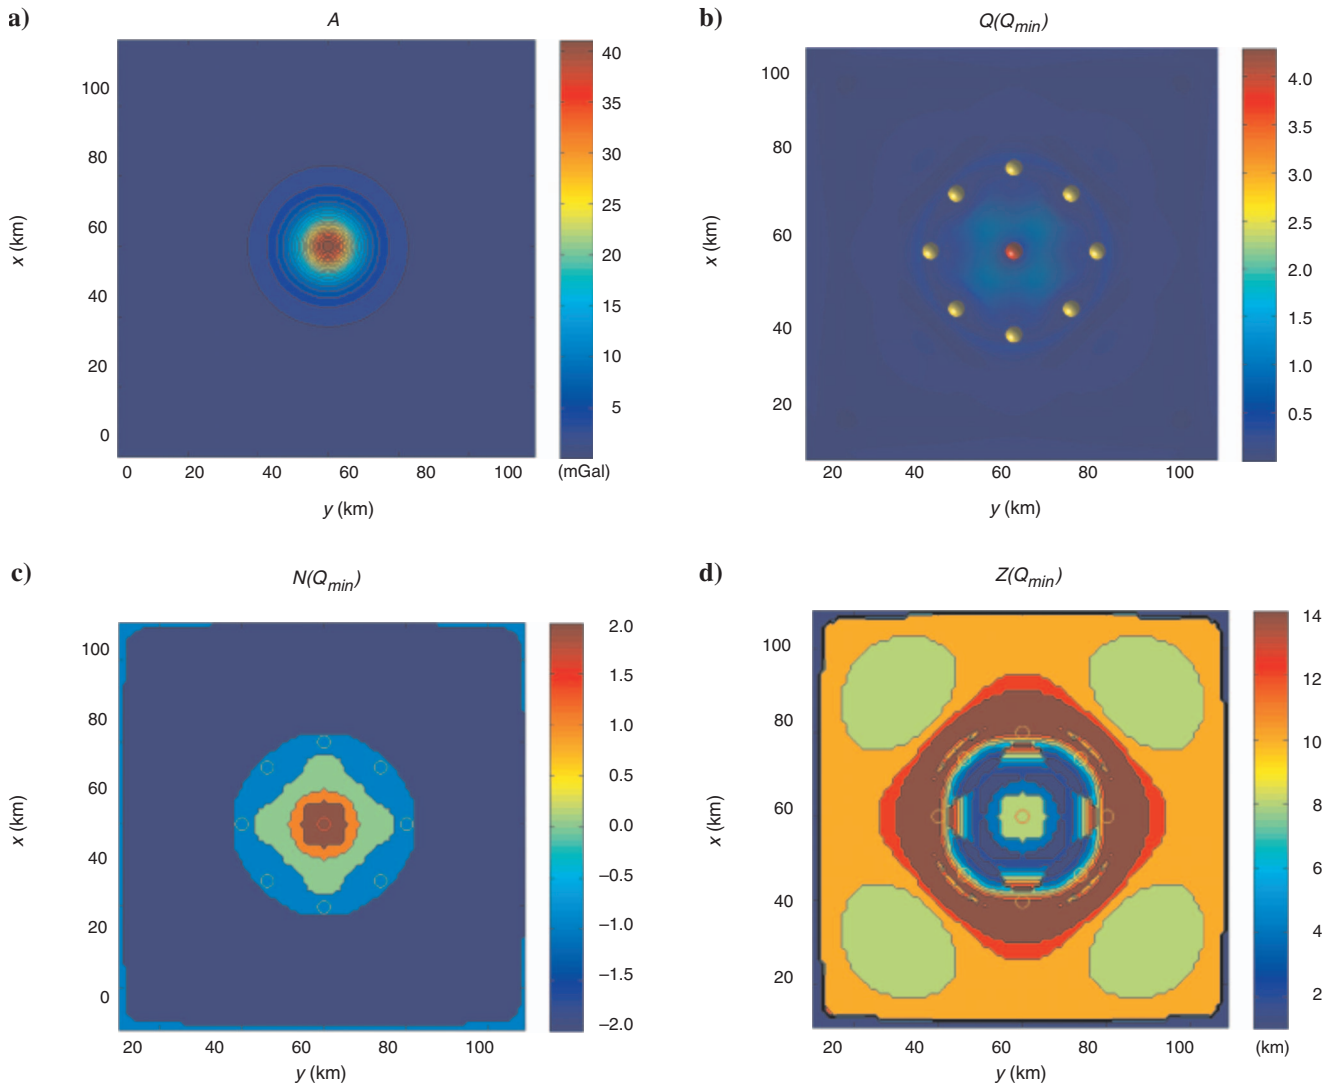 a)
A
100
80
60
40
20
0
x (km)
0 20 40 60 80 100
y (km)
40
35
30
25
20
15
10
5
(mGal)
b)
Q(Qmin)
100
80
60
40
20
x (km)
20 40 60 80 100
y (km)
4.0
3.5
3.0
2.5
2.0
1.5
1.0
0.5
c)
N(Qmin)
100
80
60
40
20
0
x (km)
20 40 60 80 100
y (km)
2.0
1.5
1.0
0.5
0.0
−0.5
−1.0
−1.5
−2.0
d)
Z(Qmin)
100
80
60
40
20
x (km)
20 40 60 80 100
y (km)
14
12
10
8
6
4
2
(km)